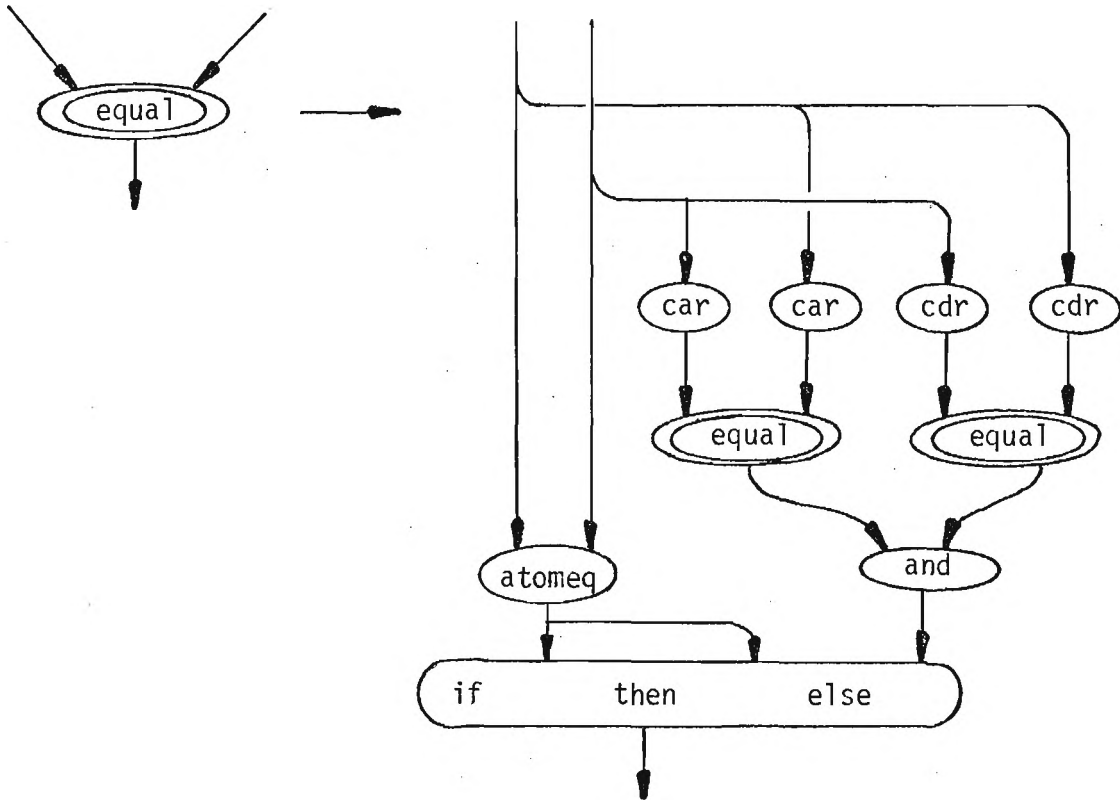 equal
car car cdr cdr
equal equal
atomeq and
if then else